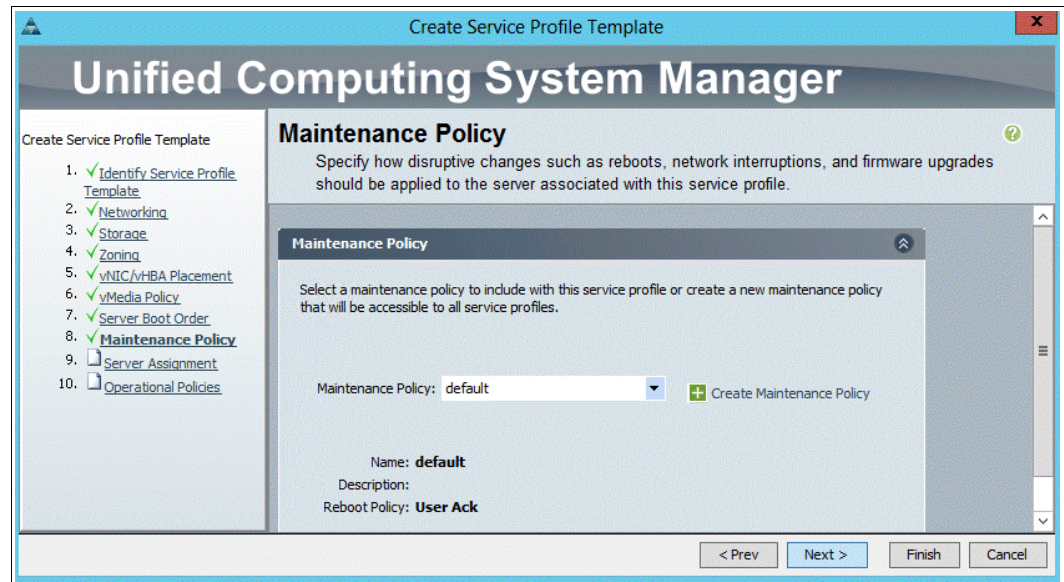 Create Service Profile Template
X
Unified Computing System Manager
Create Service Profile Template
1. Identify Service Profile
Template
2. Networking
3. Storage
4. Zoning
5. vNIC/vHBA Placement
6. vMedia Policy
7. Server Boot Order
8. Maintenance Policy
9. Server Assignment
10. Operational Policies
Maintenance Policy
?
Specify how disruptive changes such as reboots, network interruptions, and firmware upgrades
should be applied to the server associated with this service profile.
Maintenance Policy
Select a maintenance policy to include with this service profile or create a new maintenance policy
that will be accessible to all service profiles.
Maintenance Policy: default
Create Maintenance Policy
Name: default
Description:
Reboot Policy: User Ack
< Prev Next > Finish Cancel